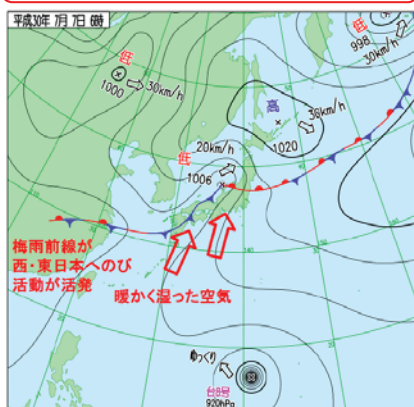 平成30年 7月 7日 6時
低
998
30km/h
低
1000
30km/h
高
36km/h
1020
20km/h
低
1006
梅雨前線が
西・東日本へのび
活動が活発
暖かく湿った空気
140
ゆっくり
台8号
920hPa